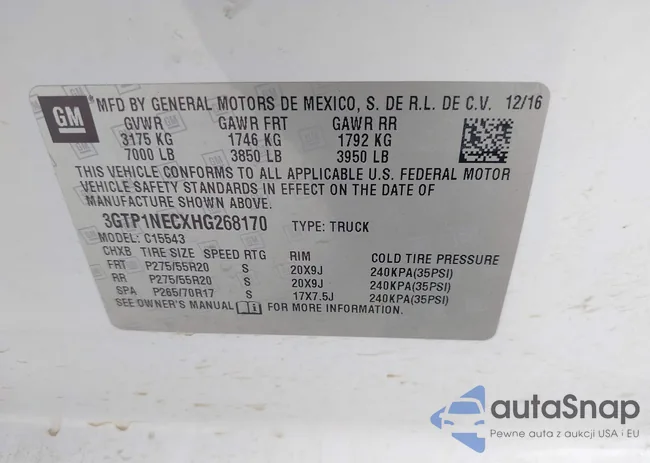 GM
MFD BY GENERAL MOTORS DE MEXICO, S. DE R.L. DE C.V. 12/16
GVWR GAWR FRT GAWR RR
3175 KG 1746 KG 1792 KG
7000 LB 3850 LB 3950 LB
THIS VEHICLE CONFORMS TO ALL APPLICABLE U.S. FEDERAL MOTOR
VEHICLE SAFETY STANDARDS IN EFFECT ON THE DATE OF
MANUFACTURE SHOWN ABOVE.
3GTP1NECXHG268170 TYPE: TRUCK
MODEL: C15543
CHXB TIRE SIZE SPEED RTG RIM COLD TIRE PRESSURE
FRT P275/55R20 S 20X9J 240KPA(35PSI)
RR P275/55R20 S 20X9J 240KPA(35PSI)
SPA P265/70R17 S 17X7.5J 240KPA(35PSI)
SEE OWNER'S MANUAL FOR MORE INFORMATION.
autaSnap
Pewne auta z aukcji USA i EU